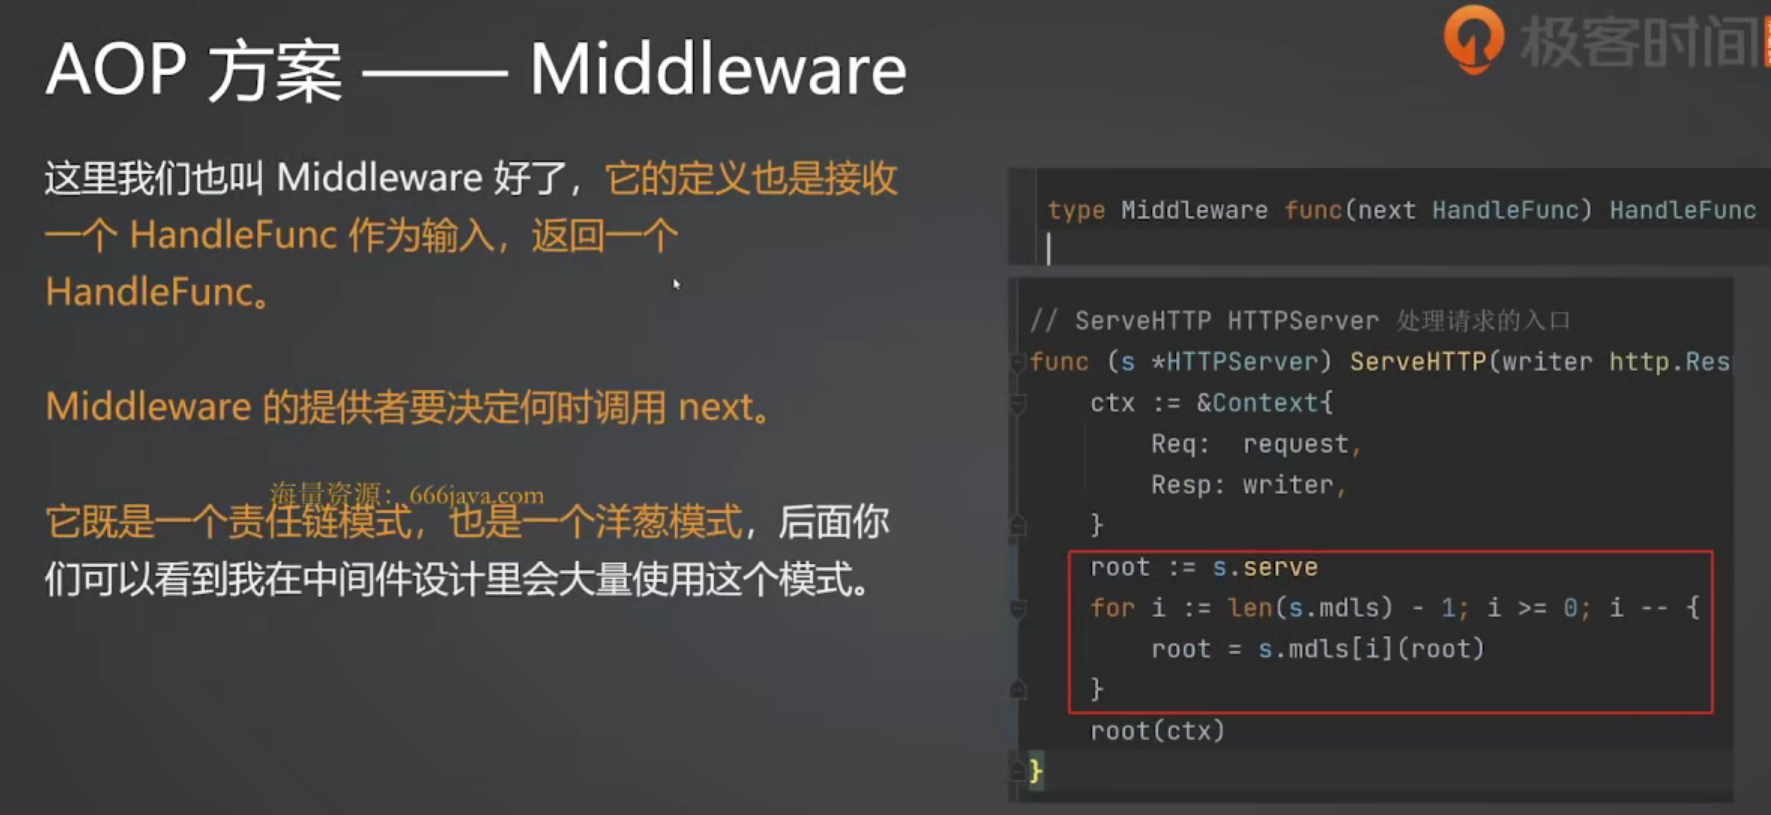 极客时间
AOP 方案 —— Middleware
这里我们也叫 Middleware 好了，它的定义也是接收
一个 HandleFunc 作为输入，返回一个
HandleFunc。
Middleware 的提供者要决定何时调用 next。
海量资源：666java.com
它既是一个责任链模式，也是一个洋葱模式，后面你
们可以看到我在中间件设计里会大量使用这个模式。
type Middleware func(next HandleFunc) HandleFunc
// ServeHTTP HTTPServer 处理请求的入口
func (s *HTTPServer) ServeHTTP(writer http.Res
ctx := &Context{
Req: request,
Resp: writer,
}
root := s.serve
for i := len(s.mdls) - 1; i >= 0; i -- {
root = s.mdls[i](root)
}
root(ctx)
}